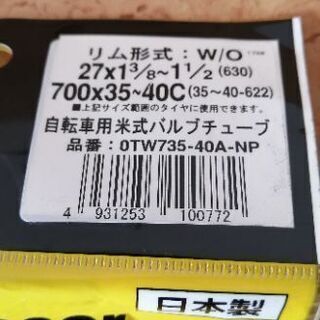 リム形式：W/O
27x1 3/8~1 1/2 (630)
700x35~40C(35~40-622)
■上記サイズ範囲のタイヤに使用できます。
自転車用米式バルブチューブ
品番：0TW735-40A-NP
4 931253 100772
日本製